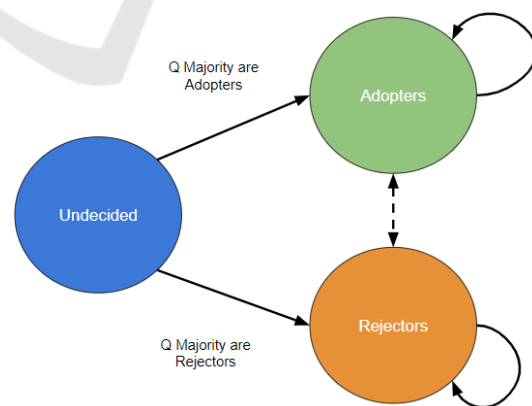 Q Majority are
Adopters
Adopters
Undecided
Rejectors
Q Majority are
Rejectors